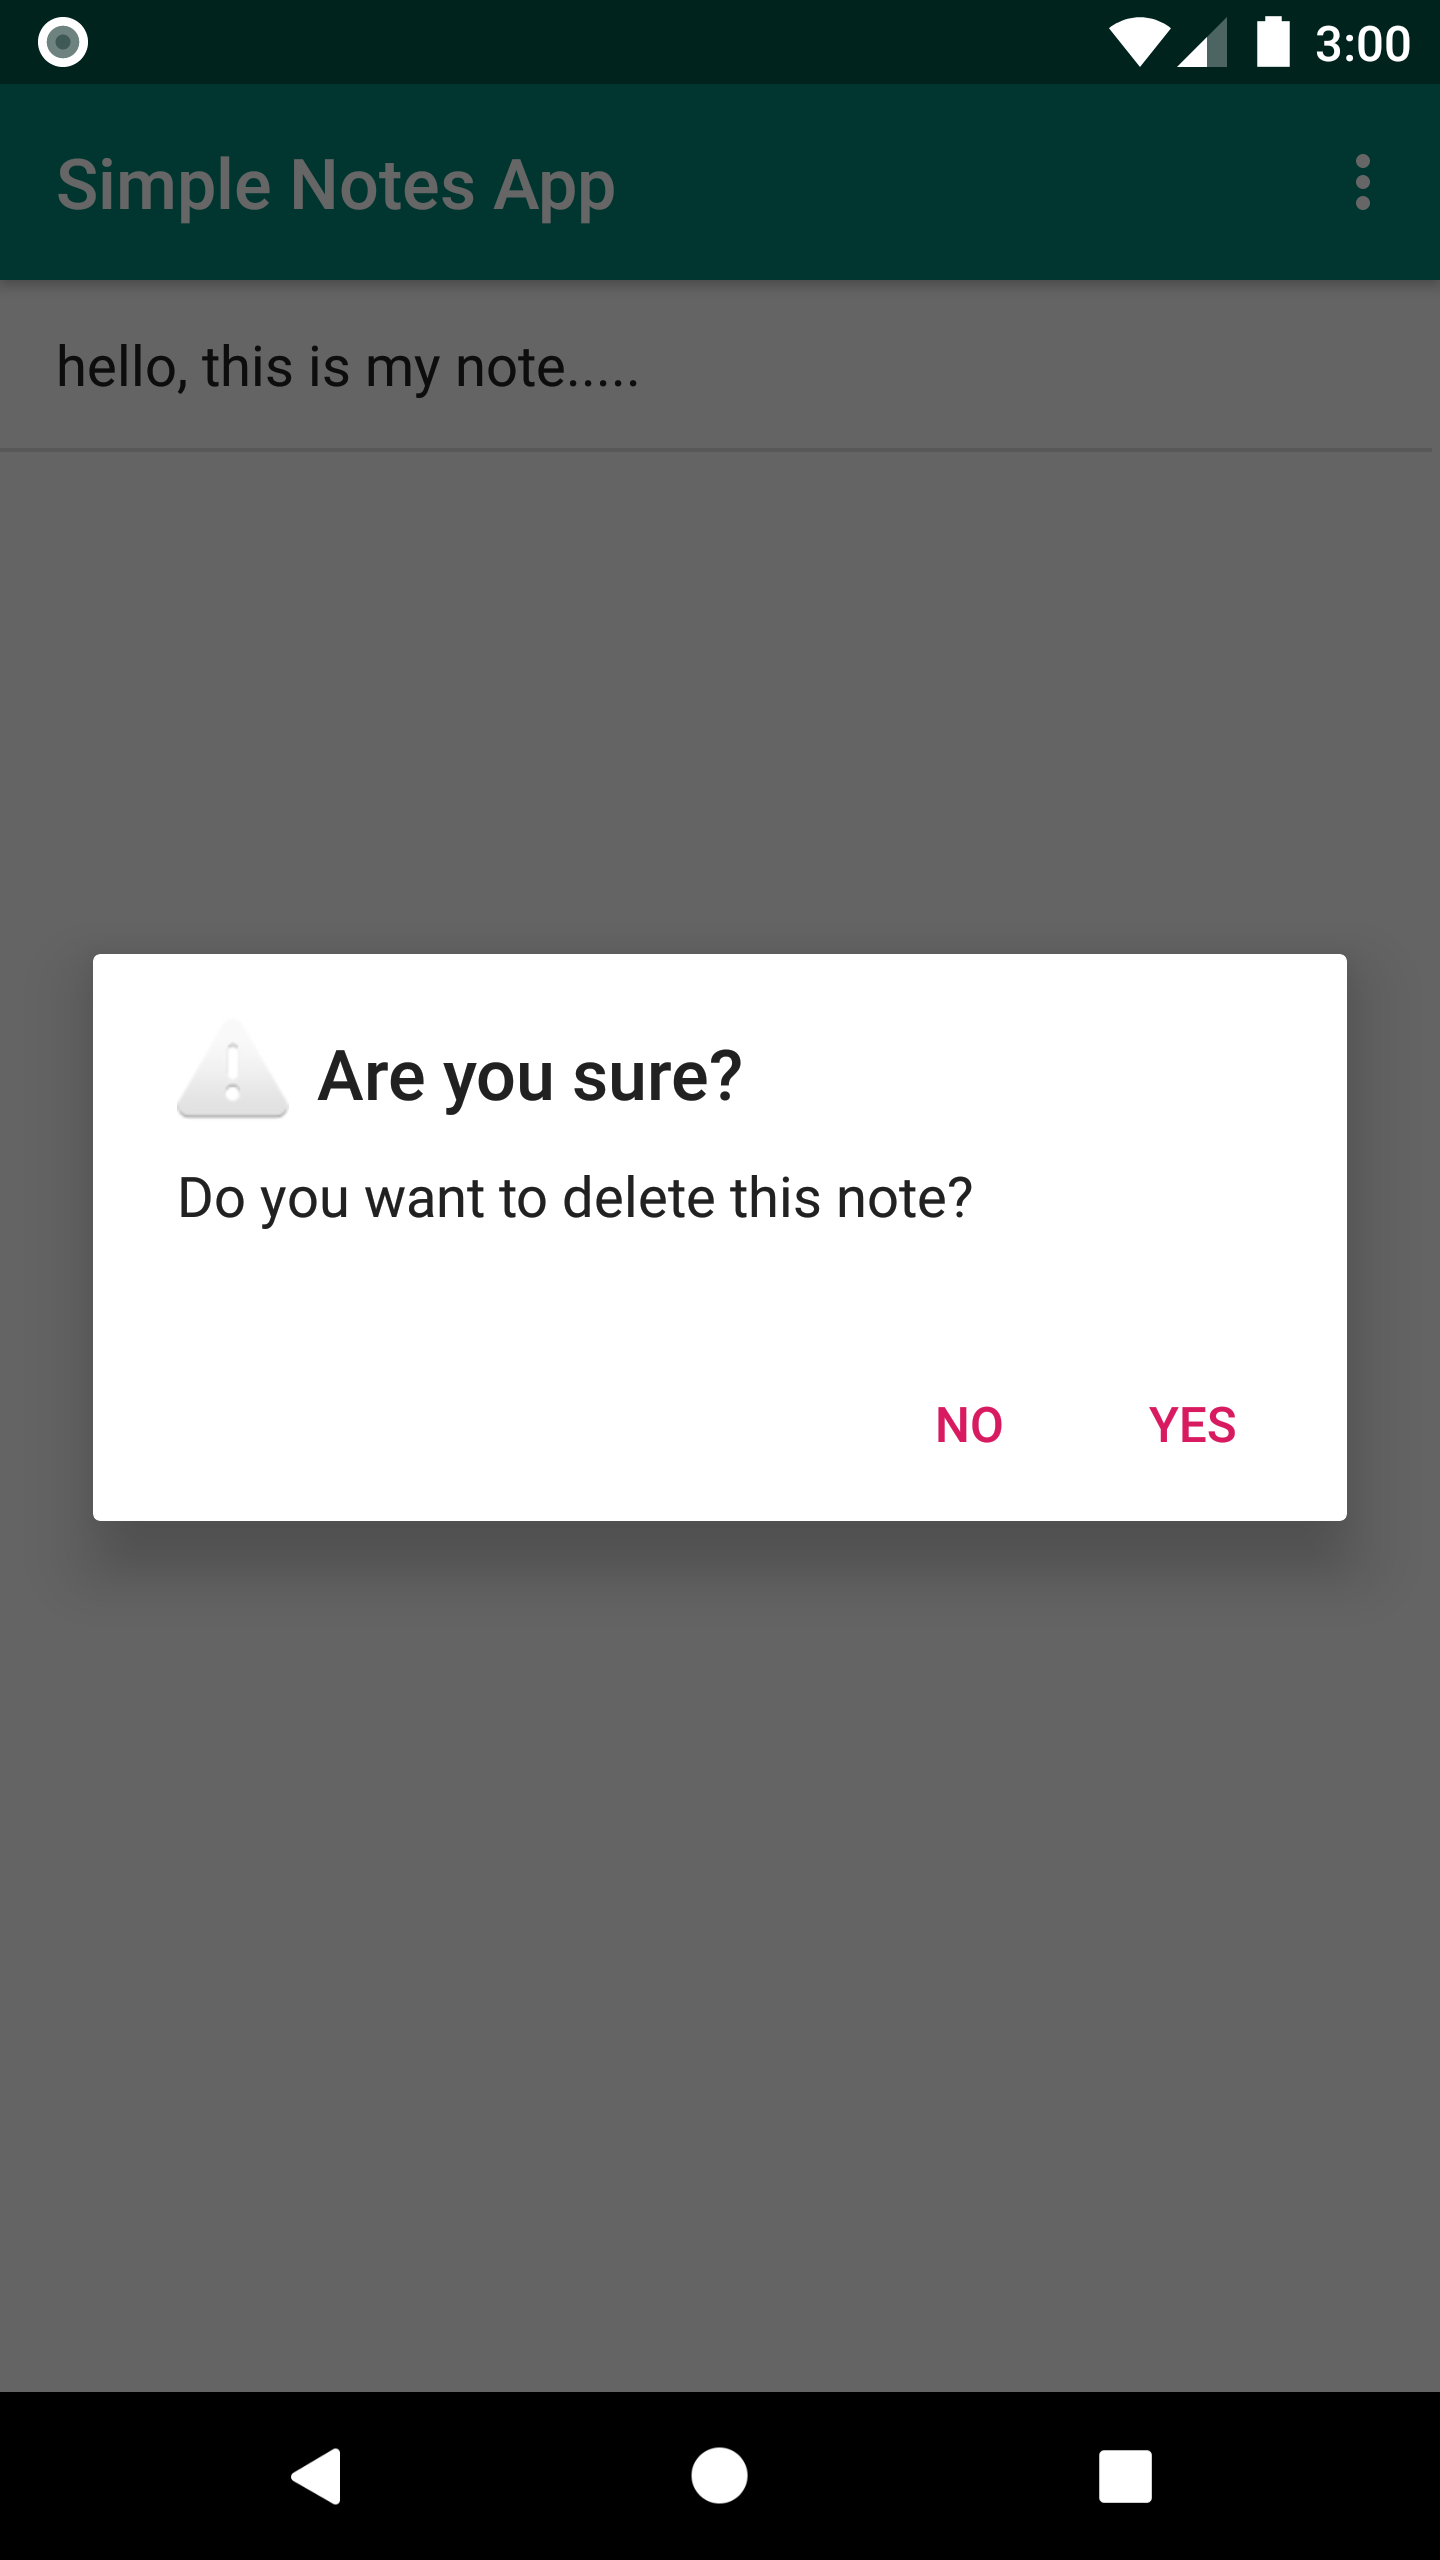 3:00
Simple Notes App
hello, this is my note.....
Are you sure?
Do you want to delete this note?
NO YES